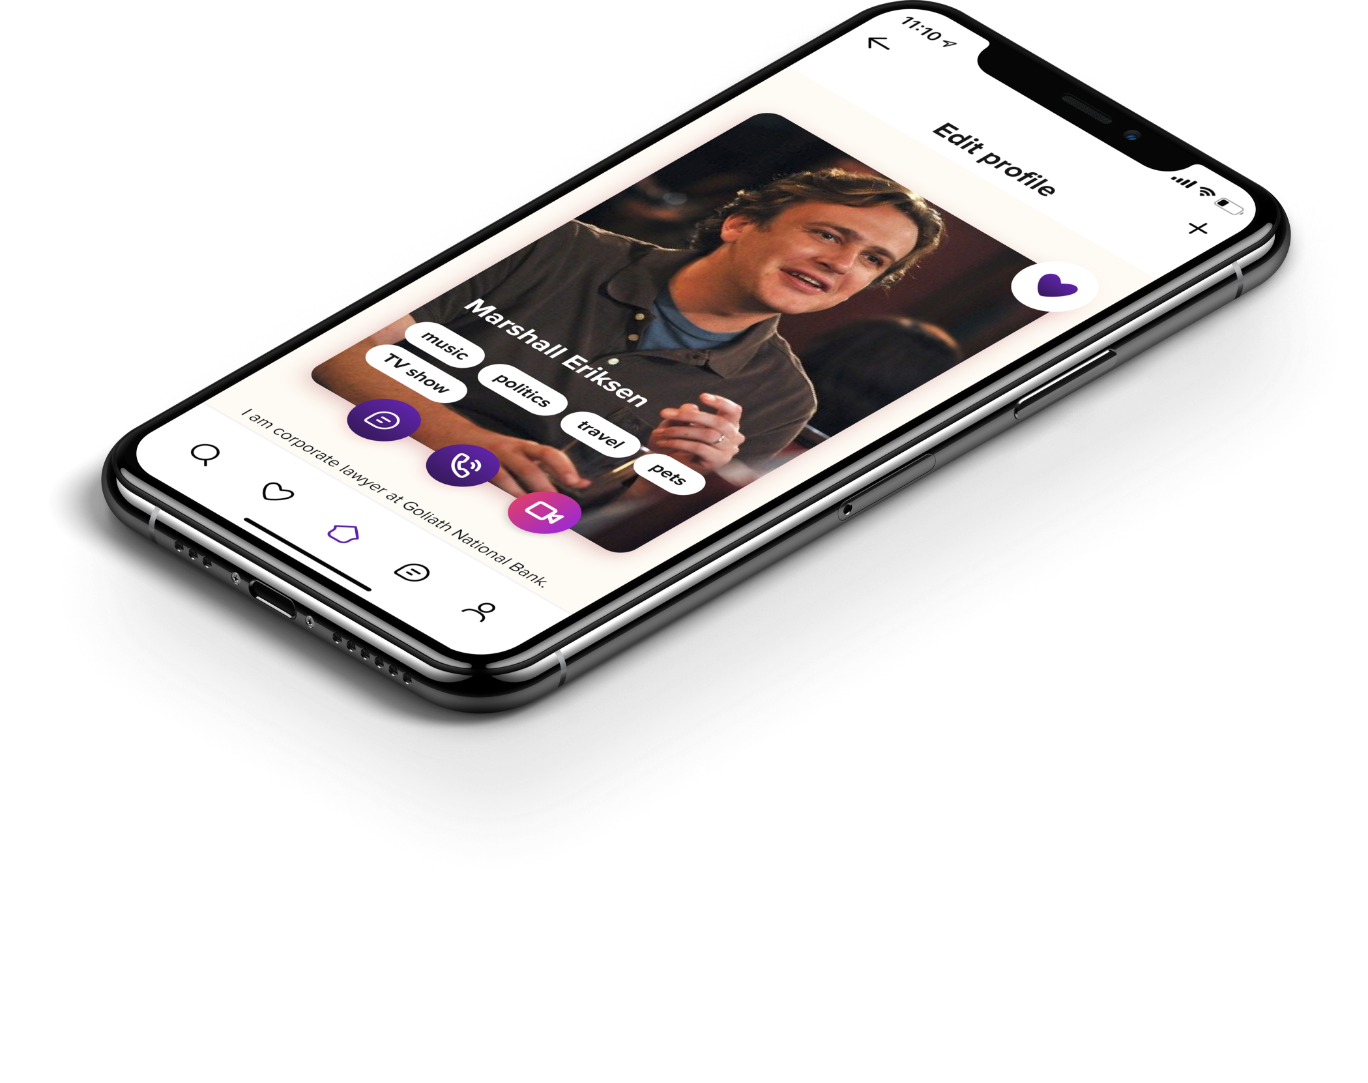 11:10
Edit profile
Marshall Eriksen
music
politics
travel
pets
TV show
I am corporate lawyer at Goliath National Bank.